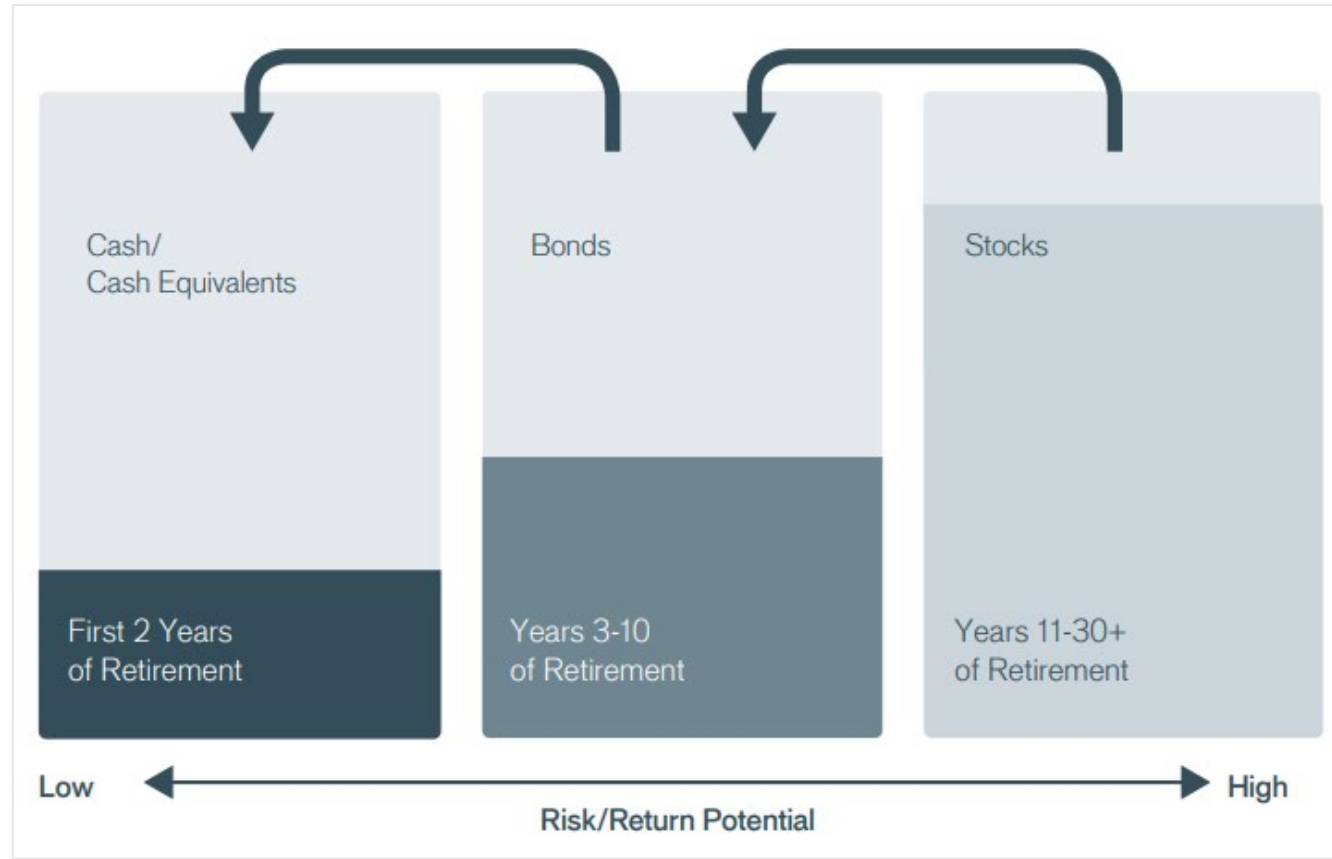 Cash/
Cash Equivalents
Bonds
Stocks
First 2 Years
of Retirement
Years 3-10
of Retirement
Years 11-30+
of Retirement
Low
High
Risk/Return Potential